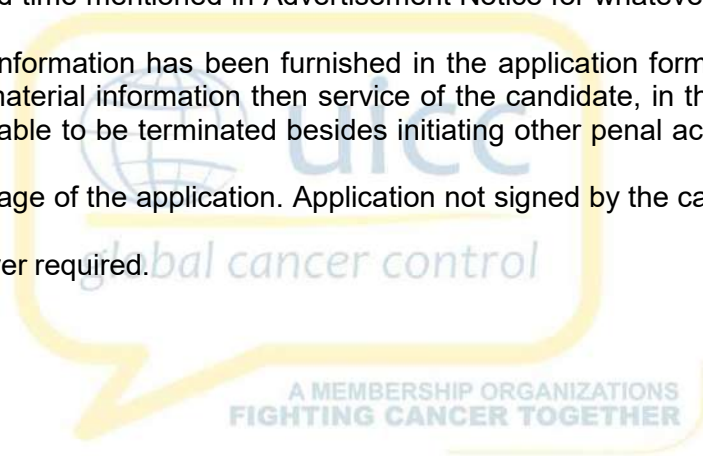 d time mentioned in Advertisement Notice for whatever
nformation has been furnished in the application form
naterial information then service of the candidate, in th
able to be terminated besides initiating other penal ac
age of the application. Application not signed by the ca
er required.
uicc
global cancer control
A MEMBERSHIP ORGANIZATIONS
FIGHTING CANCER TOGETHER